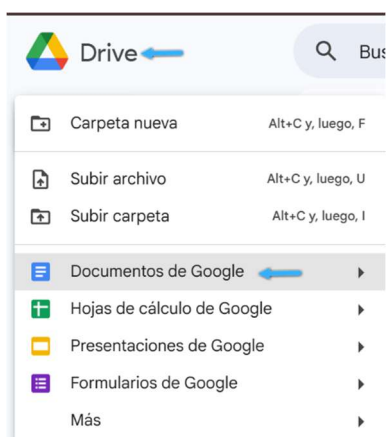 Drive
Bus
Carpeta nueva Alt+C y, luego, F
Subir archivo Alt+C y, luego, U
Subir carpeta Alt+C y, luego, I
Documentos de Google
Hojas de cálculo de Google
Presentaciones de Google
Formularios de Google
Más